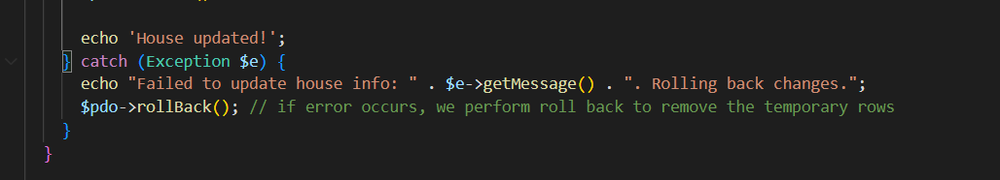 echo 'House updated!';
} catch (Exception $e) {
echo "Failed to update house info: " . $e->getMessage() . ". Rolling back changes.";
$pdo->rollBack(); // if error occurs, we perform roll back to remove the temporary rows
}
}